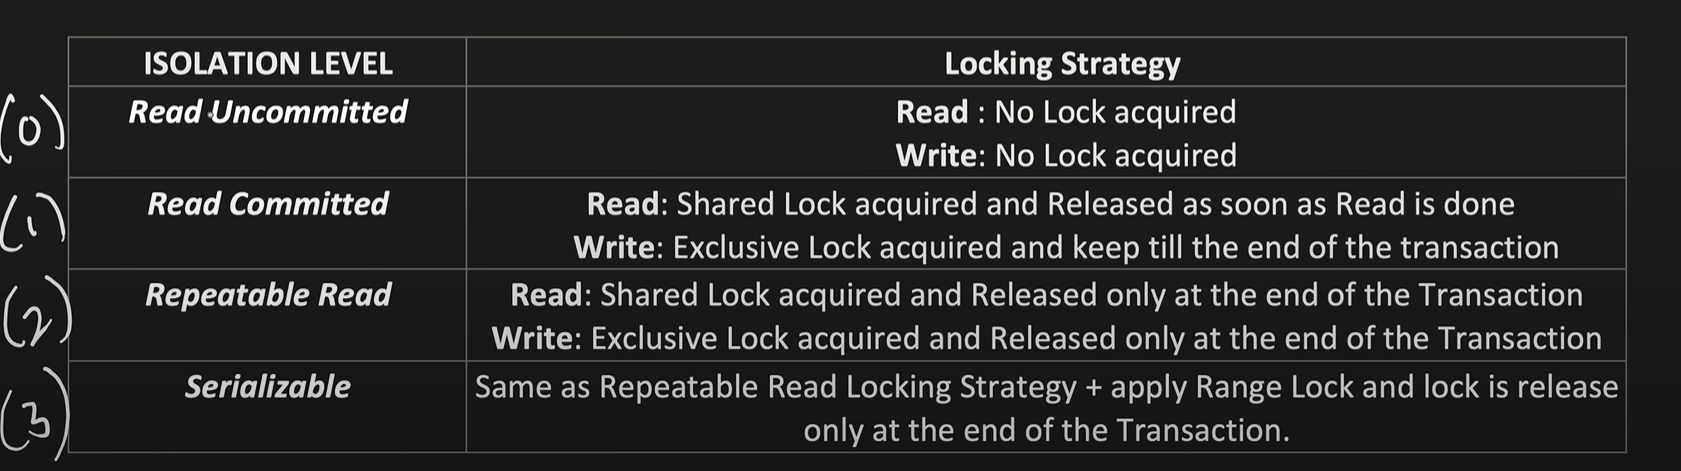 ISOLATION LEVEL
Locking Strategy
(0)
Read Uncommitted
Read : No Lock acquired
Write: No Lock acquired
(1)
Read Committed
Read: Shared Lock acquired and Released as soon as Read is done
Write: Exclusive Lock acquired and keep till the end of the transaction
(2)
Repeatable Read
Read: Shared Lock acquired and Released only at the end of the Transaction
Write: Exclusive Lock acquired and Released only at the end of the Transaction
(3)
Serializable
Same as Repeatable Read Locking Strategy + apply Range Lock and lock is release
only at the end of the Transaction.